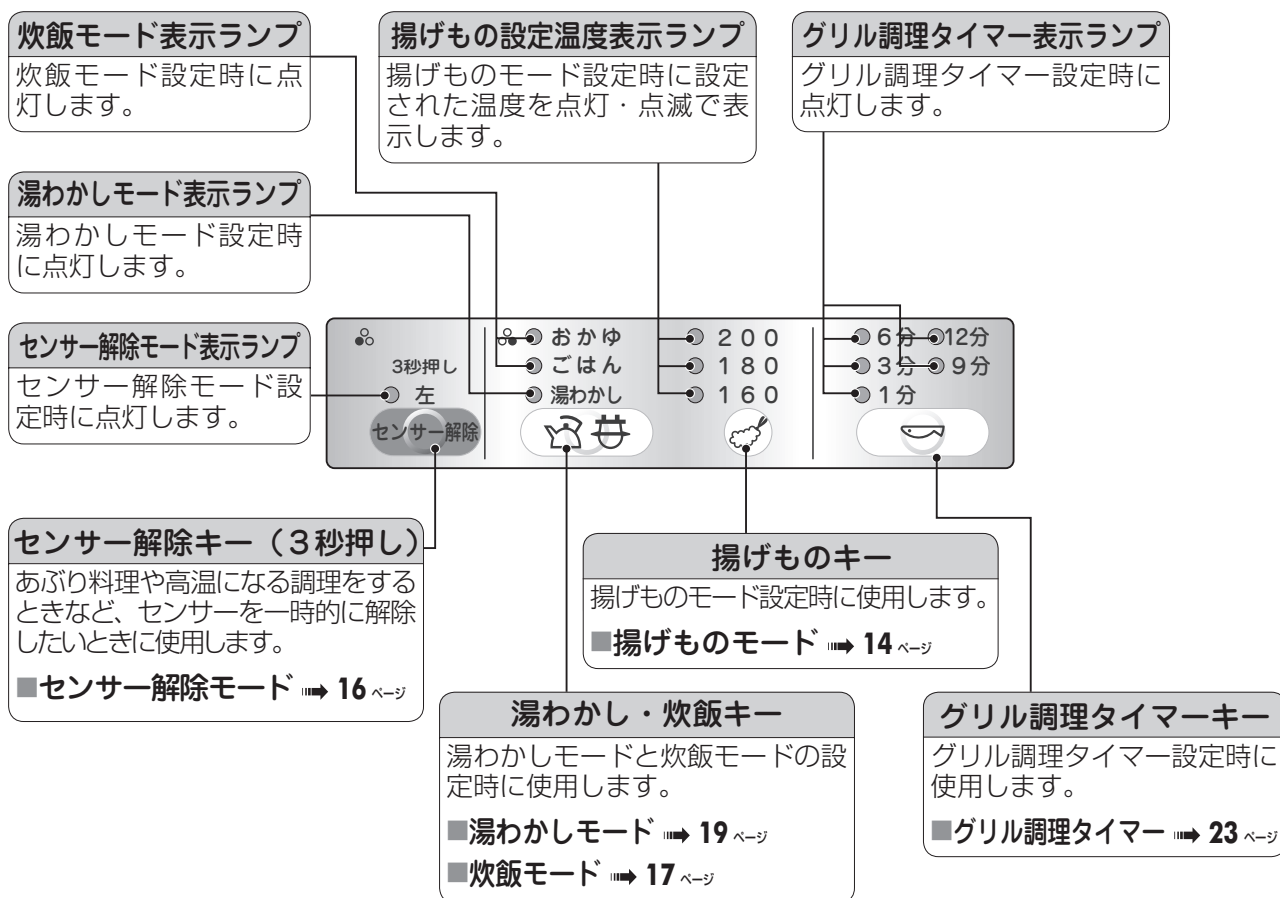 炊飯モード表示ランプ
炊飯モード設定時に点
灯します。
揚げもの設定温度表示ランプ
揚げものモード設定時に設定
された温度を点灯・点滅で表
示します。
グリル調理タイマー表示ランプ
グリル調理タイマー設定時に
点灯します。
湯わかしモード表示ランプ
湯わかしモード設定時
に点灯します。
センサー解除モード表示ランプ
センサー解除モード設
定時に点灯します。
3秒押し
左
センサー解除
おかゆ
ごはん
湯わかし
200
180
160
6分 12分
3分 9分
1分
センサー解除キー（3秒押し）
あぶり料理や高温になる調理をする
ときなど、センサーを一時的に解除
したいときに使用します。
■センサー解除モード ➡ 16 ページ
揚げものキー
揚げものモード設定時に使用します。
■揚げものモード ➡ 14 ページ
湯わかし・炊飯キー
湯わかしモードと炊飯モードの設
定時に使用します。
■湯わかしモード ➡ 19 ページ
■炊飯モード ➡ 17 ページ
グリル調理タイマーキー
グリル調理タイマー設定時に
使用します。
■グリル調理タイマー ➡ 23 ページ